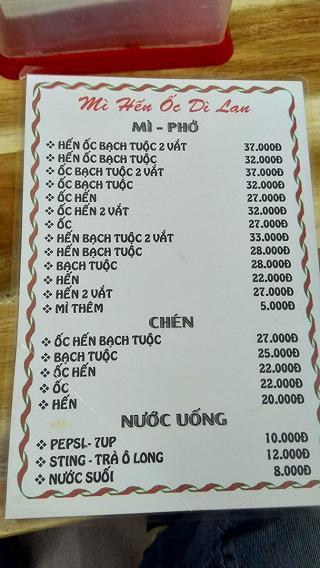 Mì Hến Ốc Dì Lan
MÌ - PHỞ
❖ HẾN ỐC BẠCH TUỘC 2 VẮT 37.000Đ
❖ HẾN ỐC BẠCH TUỘC 32.000Đ
❖ ỐC BẠCH TUỘC 2 VẮT 37.000Đ
❖ ỐC BẠCH TUỘC 32.000Đ
❖ ỐC HẾN 27.000Đ
❖ ỐC HẾN 2 VẮT 32.000Đ
❖ ỐC 27.000Đ
❖ HẾN BẠCH TUỘC 2 VẮT 33.000Đ
❖ HẾN BẠCH TUỘC 28.000Đ
❖ BẠCH TUỘC 28.000Đ
❖ HẾN 22.000Đ
❖ HẾN 2 VẮT 27.000Đ
❖ MÌ THÊM 5.000Đ
CHÉN
❖ ỐC HẾN BẠCH TUỘC 27.000Đ
❖ BẠCH TUỘC 25.000Đ
❖ ỐC HẾN 22.000Đ
❖ ỐC 22.000Đ
❖ HẾN 20.000Đ
NƯỚC UỐNG
❖ PEPSI.- 7UP 10.000Đ
❖ STING - TRÀ Ô LONG 12.000Đ
❖ NƯỚC SUỐI 8.000Đ